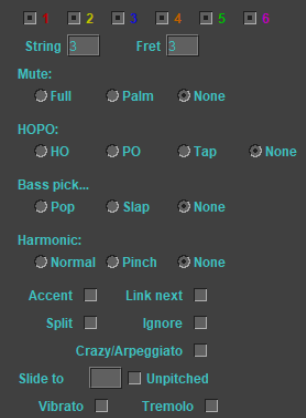 1 2 3 4 5 6
String 3 Fret 3
Mute:
Full Palm None
HOPO:
HO PO Tap None
Bass pick...
Pop Slap None
Harmonic:
Normal Pinch None
Accent Link next
Split Ignore
Crazy/Arpeggiato
Slide to Unpitched
Vibrato Tremolo